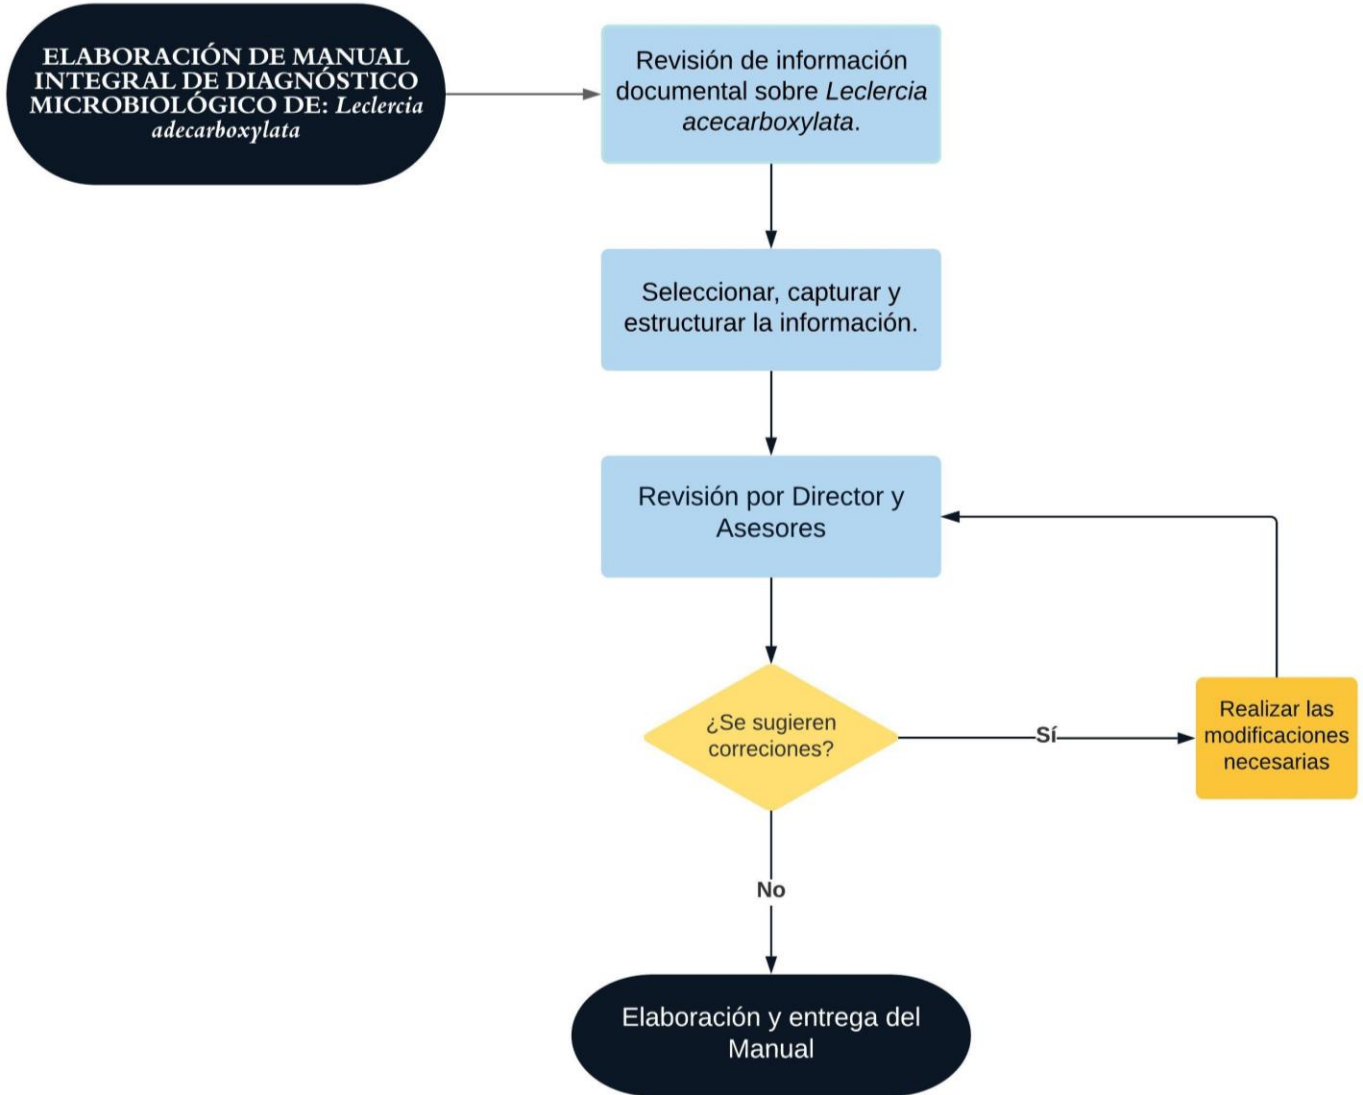 ELABORACIÓN DE MANUAL
INTEGRAL DE DIAGNÓSTICO
MICROBIOLÓGICO DE: Leclercia
adecarboxylata
Revisión de información
documental sobre Leclercia
acecarboxylata.
Seleccionar, capturar y
estructurar la información.
Revisión por Director y
Asesores
¿Se sugieren
correciones?
Sí
Realizar las
modificaciones
necesarias
No
Elaboración y entrega del
Manual